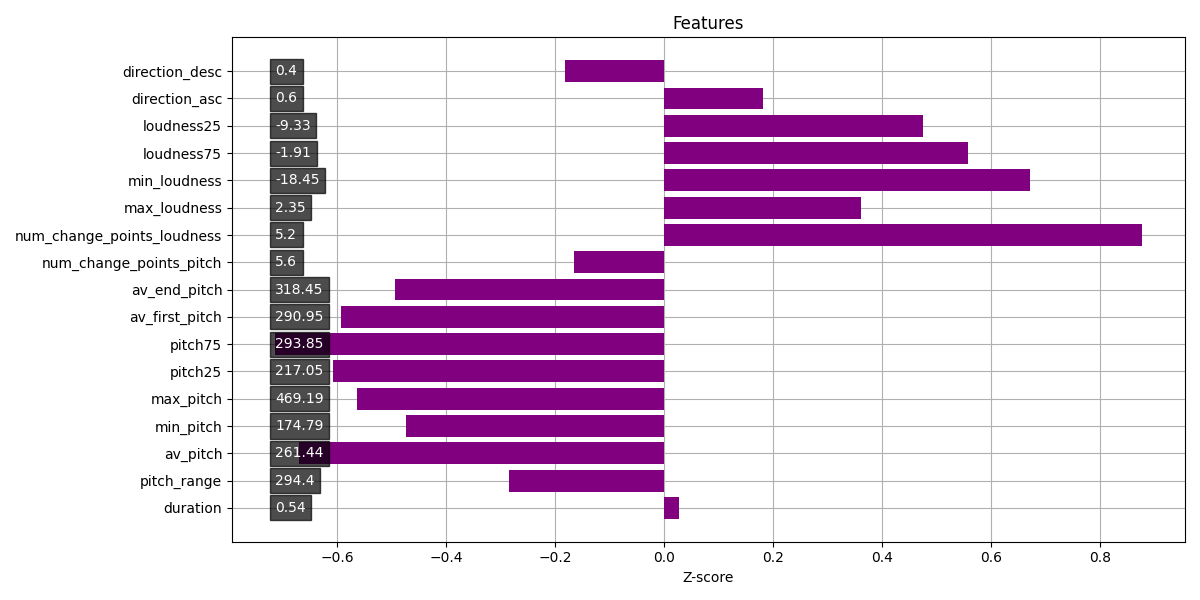 Features
direction_desc 0.4
direction_asc 0.6
loudness25 -9.33
loudness75 -1.91
min_loudness -18.45
max_loudness 2.35
num_change_points_loudness 5.2
num_change_points_pitch 5.6
av_end_pitch 318.45
av_first_pitch 290.95
pitch75 293.85
pitch25 217.05
max_pitch 469.19
min_pitch 174.79
av_pitch 261.44
pitch_range 294.4
duration 0.54
−0.6 −0.4 −0.2 0.0 0.2 0.4 0.6 0.8
Z-score